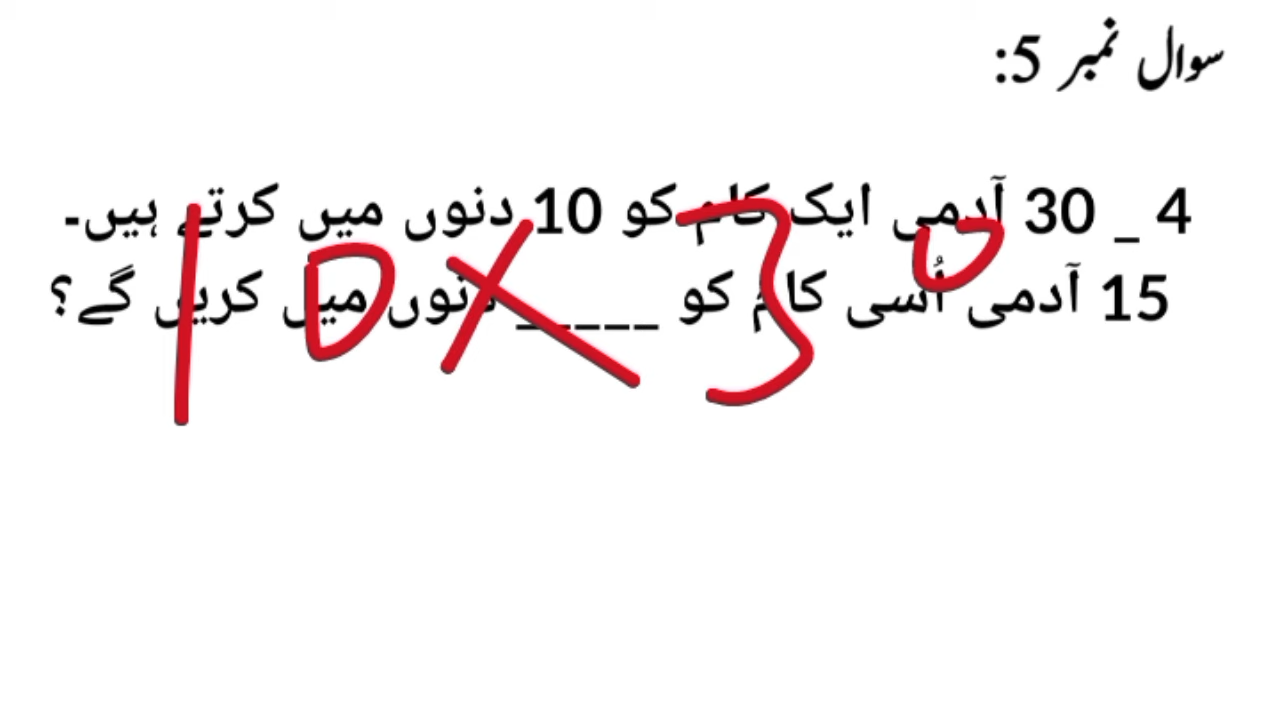 سوال نمبر 5:
4 _ 30 آدمی ایک کام کو 10 دنوں میں کرتے ہیں۔
15 آدمی اُسی کام کو _____ دنوں میں کریں گے؟
10 X 30